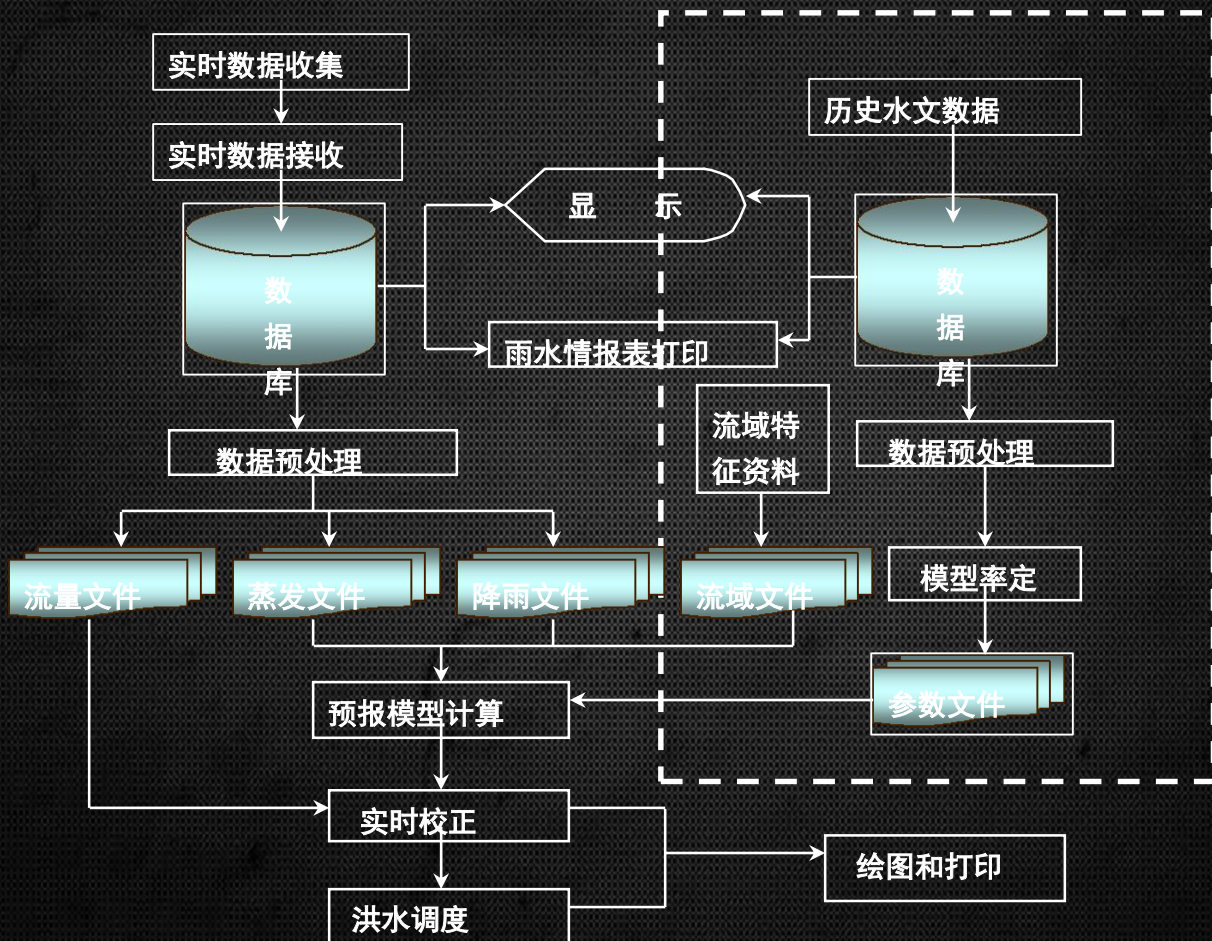 实时数据收集
历史水文数据
实时数据接收
显 示
数
据
库
数
据
库
雨水情报表打印
流域特
征资料
数据预处理
数据预处理
流量文件
蒸发文件
降雨文件
流域文件
模型率定
参数文件
预报模型计算
实时校正
绘图和打印
洪水调度